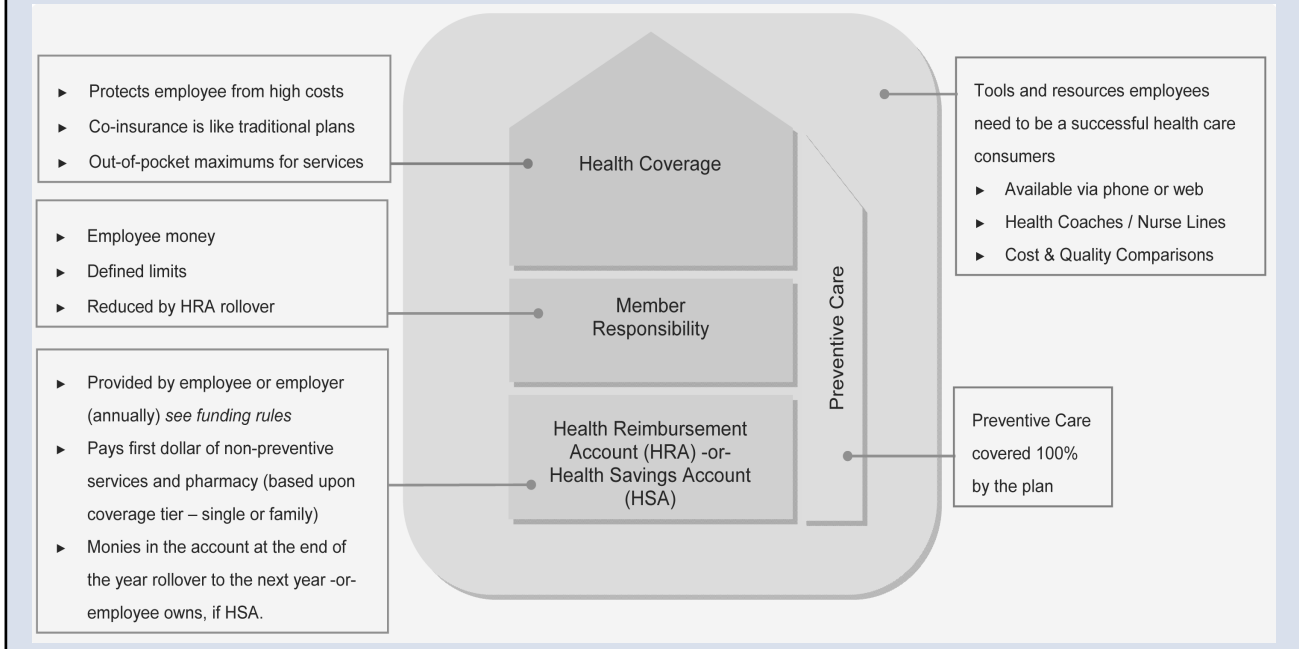 ► Protects employee from high costs
► Co-insurance is like traditional plans
► Out-of-pocket maximums for services
► Employee money
► Defined limits
► Reduced by HRA rollover
► Provided by employee or employer
(annually) see funding rules
► Pays first dollar of non-preventive
services and pharmacy (based upon
coverage tier – single or family)
► Monies in the account at the end of
the year rollover to the next year -or-
employee owns, if HSA.
Health Coverage
Member
Responsibility
Health Reimbursement
Account (HRA) -or-
Health Savings Account
(HSA)
Preventive Care
Tools and resources employees
need to be a successful health care
consumers
► Available via phone or web
► Health Coaches / Nurse Lines
► Cost & Quality Comparisons
Preventive Care
covered 100%
by the plan